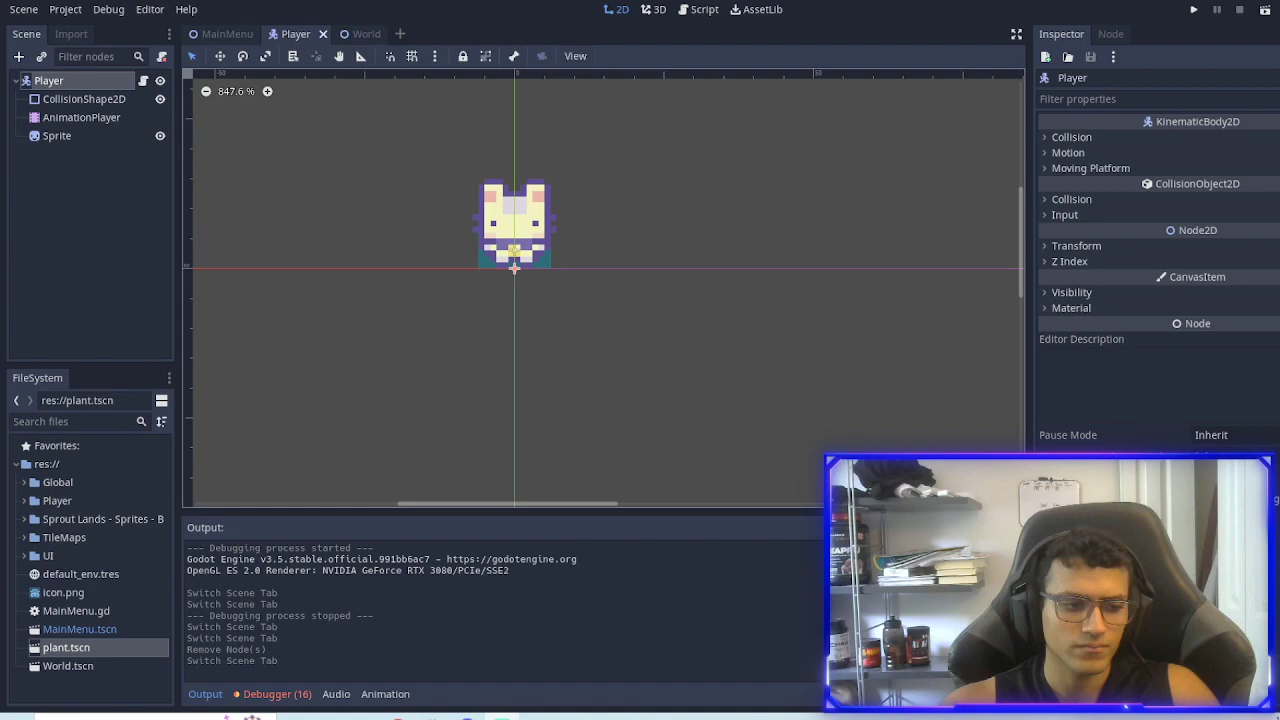 Scene Project Debug Editor Help
2D 3D Script AssetLib
Scene Import
MainMenu Player World
Inspector Node
Filter nodes
View
Player
-50 0 50
Player
CollisionShape2D
847.6 %
Filter properties
AnimationPlayer
KinematicBody2D
Sprite
Collision
Motion
Moving Platform
CollisionObject2D
Collision
Input
Node2D
Transform
Z Index
CanvasItem
Visibility
Material
Node
Editor Description
FileSystem
res://plant.tscn
Search files
Pause Mode Inherit
Favorites:
res://
Global
Player
Sprout Lands - Sprites - B
TileMaps
UI
default_env.tres
icon.png
MainMenu.gd
MainMenu.tscn
plant.tscn
World.tscn
Output:
--- Debugging process started ---
Godot Engine v3.5.stable.official.991bb6ac7 - https://godotengine.org
OpenGL ES 2.0 Renderer: NVIDIA GeForce RTX 3080/PCIe/SSE2
Switch Scene Tab
Switch Scene Tab
--- Debugging process stopped ---
Switch Scene Tab
Switch Scene Tab
Remove Node(s)
Switch Scene Tab
Output Debugger (16) Audio Animation